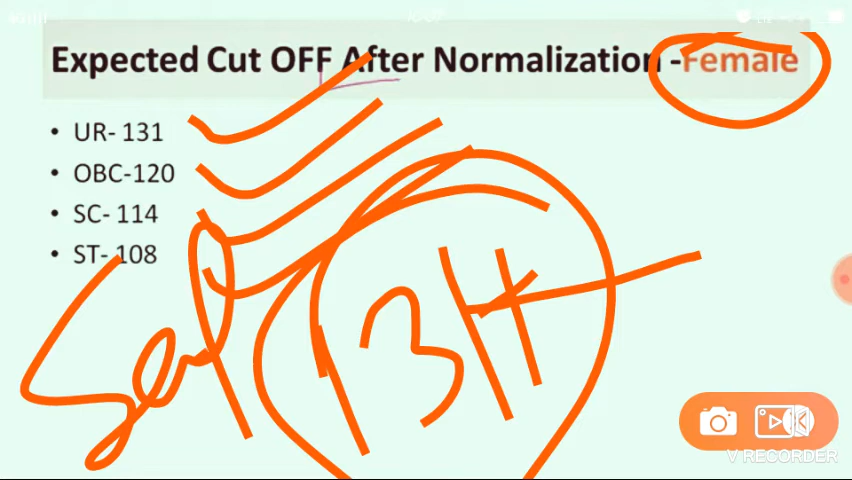 Expected Cut OFF After Normalization -Female
• UR- 131
• OBC-120
• SC- 114
• ST- 108
V RECORDER